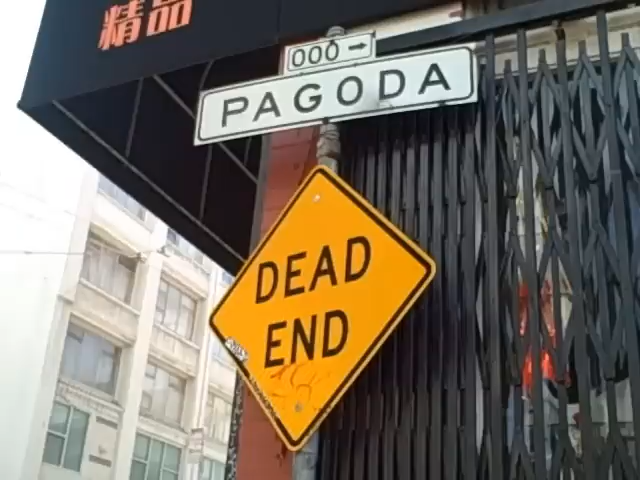 精品
000 →
PAGODA
DEAD
END